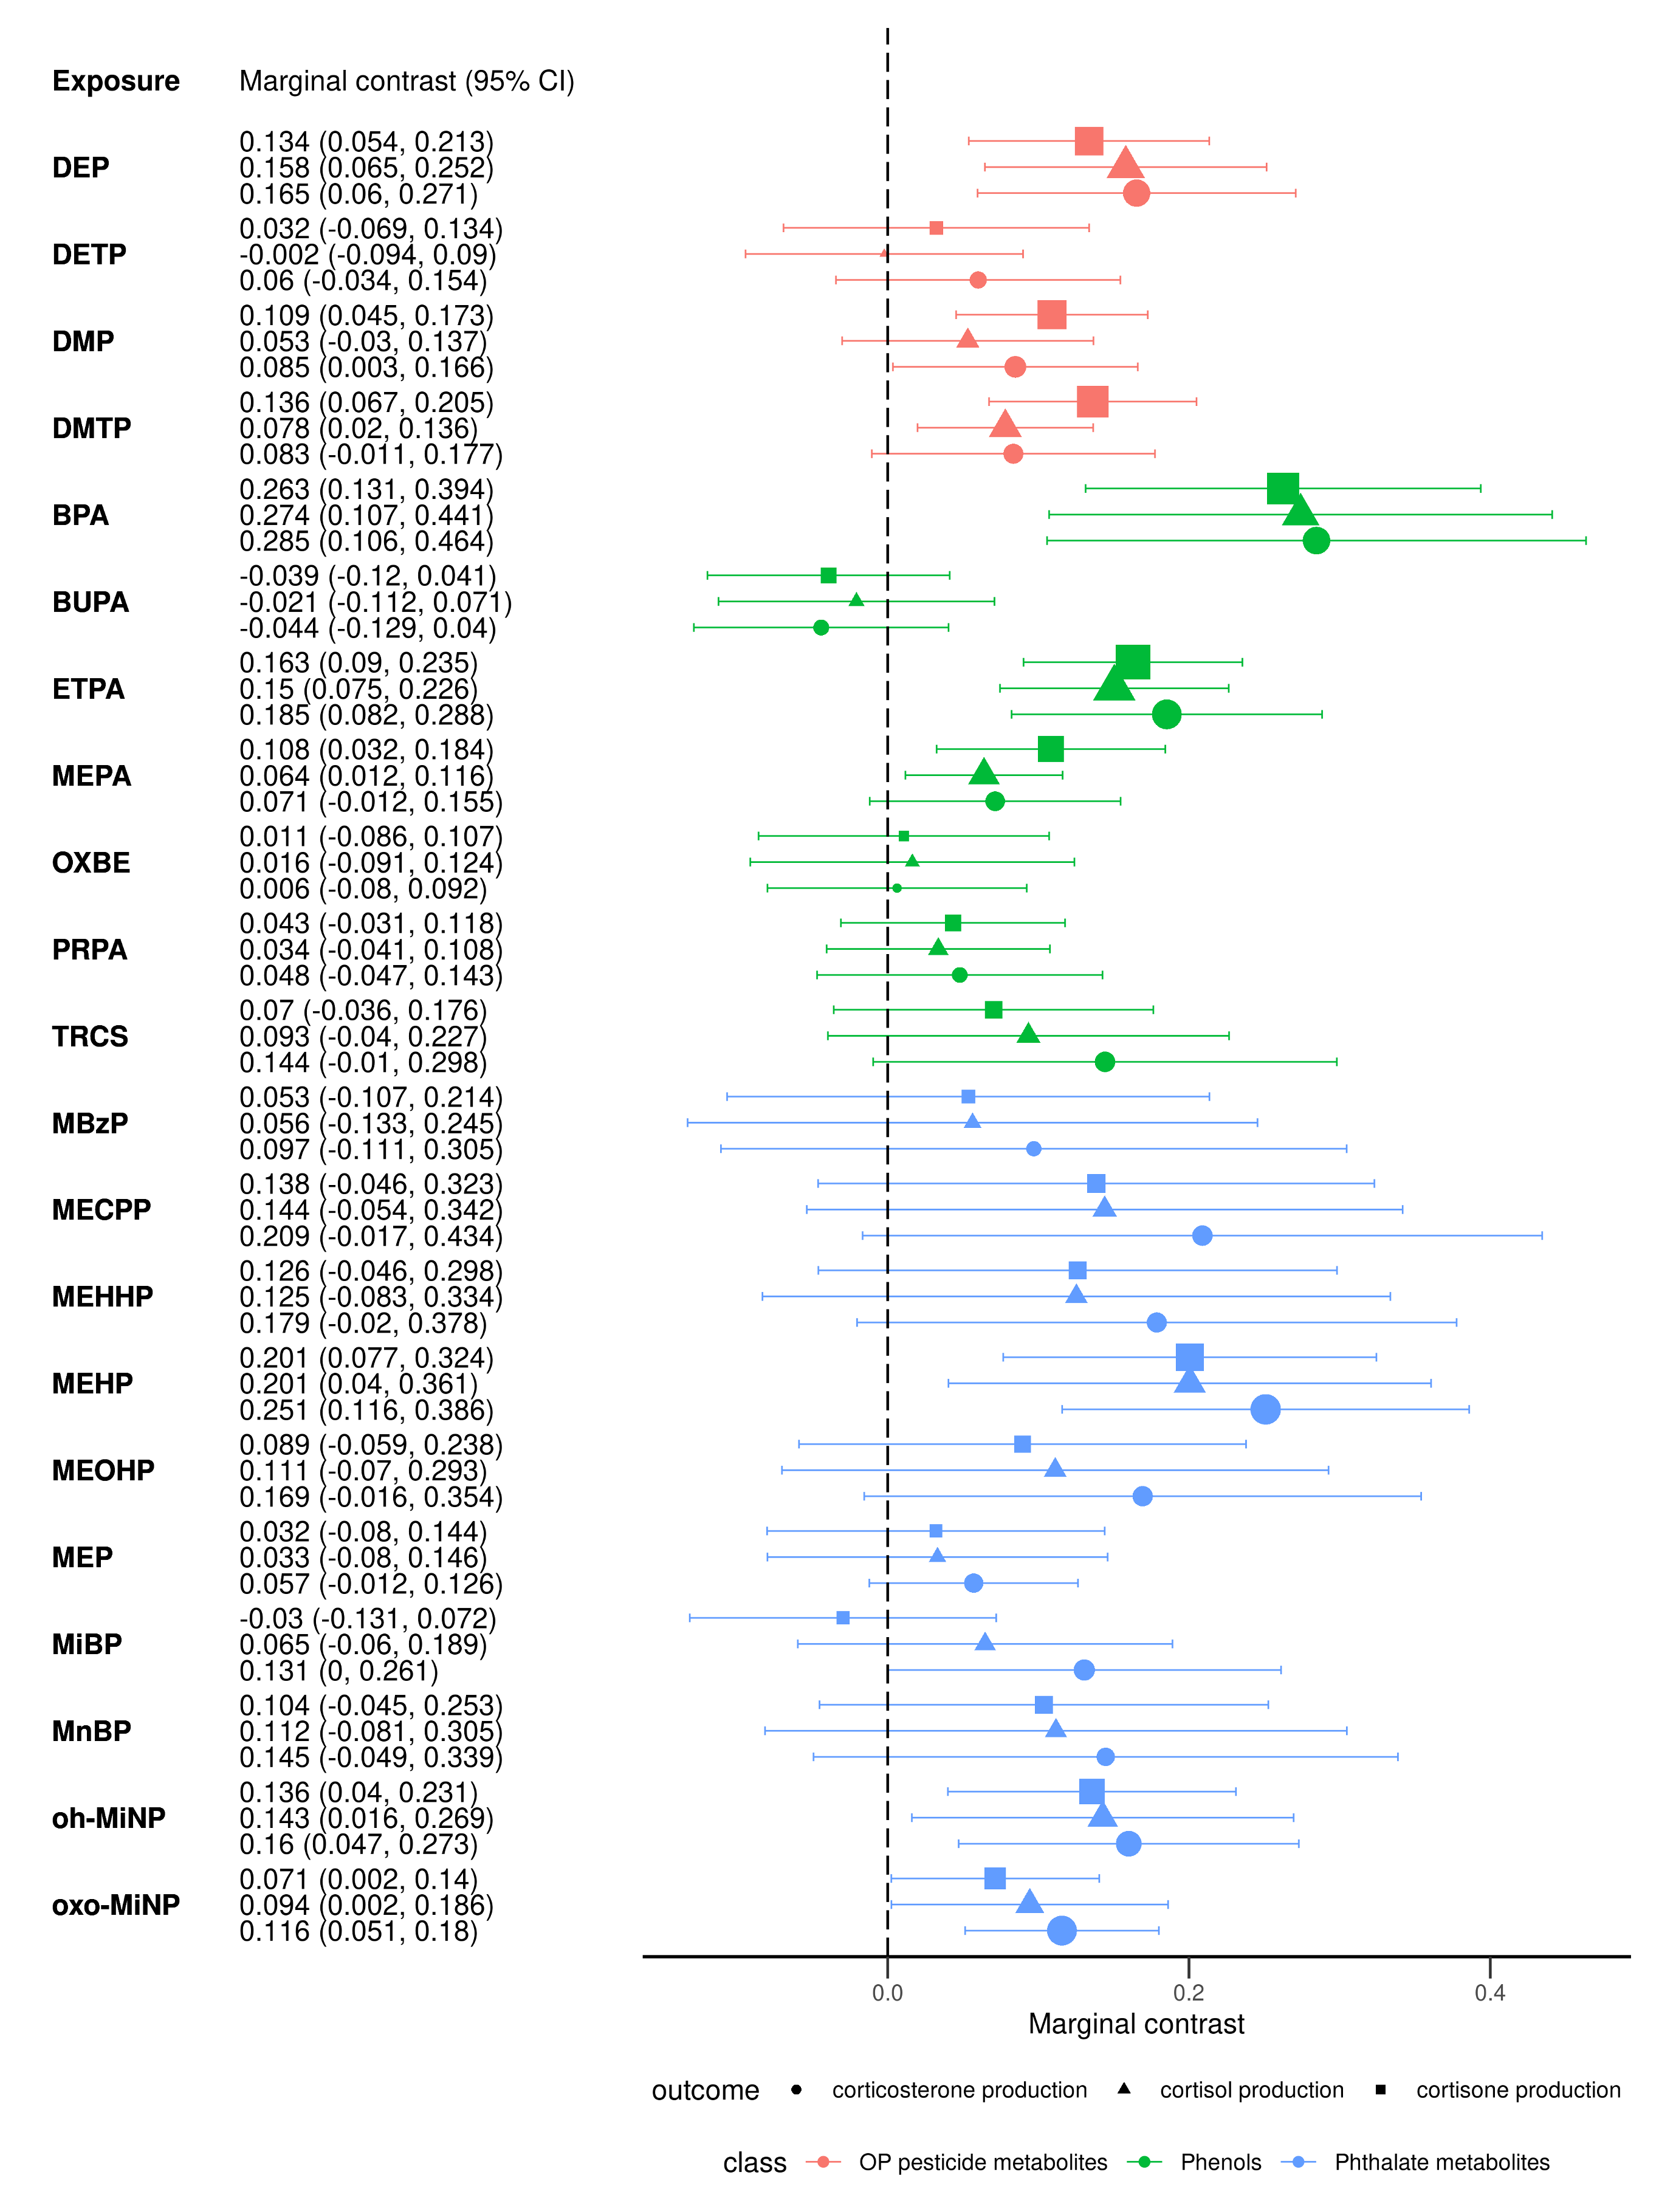 Exposure Marginal contrast (95% CI)
0.134 (0.054, 0.213)
DEP 0.158 (0.065, 0.252)
0.165 (0.06, 0.271)
0.032 (-0.069, 0.134)
DETP -0.002 (-0.094, 0.09)
0.06 (-0.034, 0.154)
0.109 (0.045, 0.173)
DMP 0.053 (-0.03, 0.137)
0.085 (0.003, 0.166)
0.136 (0.067, 0.205)
DMTP 0.078 (0.02, 0.136)
0.083 (-0.011, 0.177)
0.263 (0.131, 0.394)
BPA 0.274 (0.107, 0.441)
0.285 (0.106, 0.464)
-0.039 (-0.12, 0.041)
BUPA -0.021 (-0.112, 0.071)
-0.044 (-0.129, 0.04)
0.163 (0.09, 0.235)
ETPA 0.15 (0.075, 0.226)
0.185 (0.082, 0.288)
0.108 (0.032, 0.184)
MEPA 0.064 (0.012, 0.116)
0.071 (-0.012, 0.155)
0.011 (-0.086, 0.107)
OXBE 0.016 (-0.091, 0.124)
0.006 (-0.08, 0.092)
0.043 (-0.031, 0.118)
PRPA 0.034 (-0.041, 0.108)
0.048 (-0.047, 0.143)
0.07 (-0.036, 0.176)
TRCS 0.093 (-0.04, 0.227)
0.144 (-0.01, 0.298)
0.053 (-0.107, 0.214)
MBzP 0.056 (-0.133, 0.245)
0.097 (-0.111, 0.305)
0.138 (-0.046, 0.323)
MECPP 0.144 (-0.054, 0.342)
0.209 (-0.017, 0.434)
0.126 (-0.046, 0.298)
MEHHP 0.125 (-0.083, 0.334)
0.179 (-0.02, 0.378)
0.201 (0.077, 0.324)
MEHP 0.201 (0.04, 0.361)
0.251 (0.116, 0.386)
0.089 (-0.059, 0.238)
MEOHP 0.111 (-0.07, 0.293)
0.169 (-0.016, 0.354)
0.032 (-0.08, 0.144)
MEP 0.033 (-0.08, 0.146)
0.057 (-0.012, 0.126)
-0.03 (-0.131, 0.072)
MiBP 0.065 (-0.06, 0.189)
0.131 (0, 0.261)
0.104 (-0.045, 0.253)
MnBP 0.112 (-0.081, 0.305)
0.145 (-0.049, 0.339)
0.136 (0.04, 0.231)
oh-MiNP 0.143 (0.016, 0.269)
0.16 (0.047, 0.273)
0.071 (0.002, 0.14)
oxo-MiNP 0.094 (0.002, 0.186)
0.116 (0.051, 0.18)
0.0 0.2 0.4
Marginal contrast
outcome corticosterone production cortisol production cortisone production
class OP pesticide metabolites Phenols Phthalate metabolites